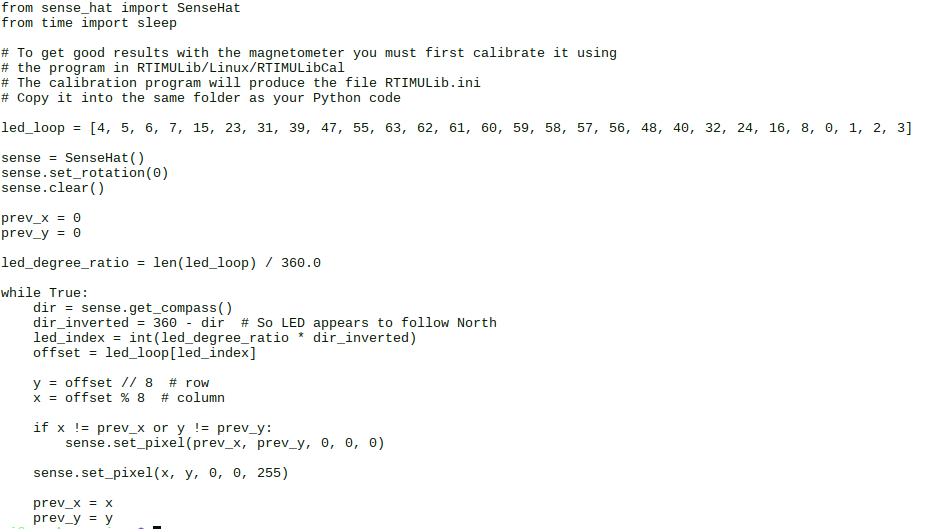 from sense_hat import SenseHat
from time import sleep

# To get good results with the magnetometer you must first calibrate it using
# the program in RTIMULib/Linux/RTIMULibCal
# The calibration program will produce the file RTIMULib.ini
# Copy it into the same folder as your Python code

led_loop = [4, 5, 6, 7, 15, 23, 31, 39, 47, 55, 63, 62, 61, 60, 59, 58, 57, 56, 48, 40, 32, 24, 16, 8, 0, 1, 2, 3]

sense = SenseHat()
sense.set_rotation(0)
sense.clear()

prev_x = 0
prev_y = 0

led_degree_ratio = len(led_loop) / 360.0

while True:
    dir = sense.get_compass()
    dir_inverted = 360 - dir  # So LED appears to follow North
    led_index = int(led_degree_ratio * dir_inverted)
    offset = led_loop[led_index]

    y = offset // 8  # row
    x = offset % 8  # column

    if x != prev_x or y != prev_y:
        sense.set_pixel(prev_x, prev_y, 0, 0, 0)

    sense.set_pixel(x, y, 0, 0, 255)

    prev_x = x
    prev_y = y